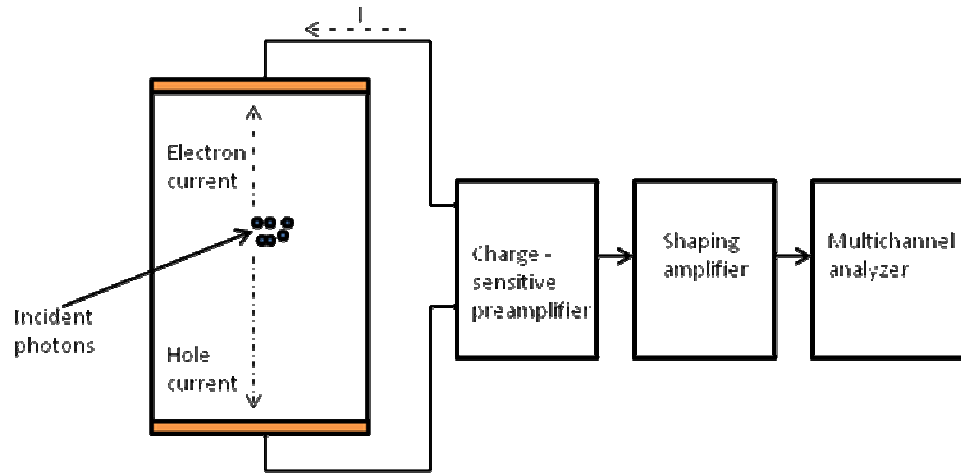 I
Electron
current
Incident
photons
Hole
current
Charge -
sensitive
preamplifier
Shaping
amplifier
Multichannel
analyzer